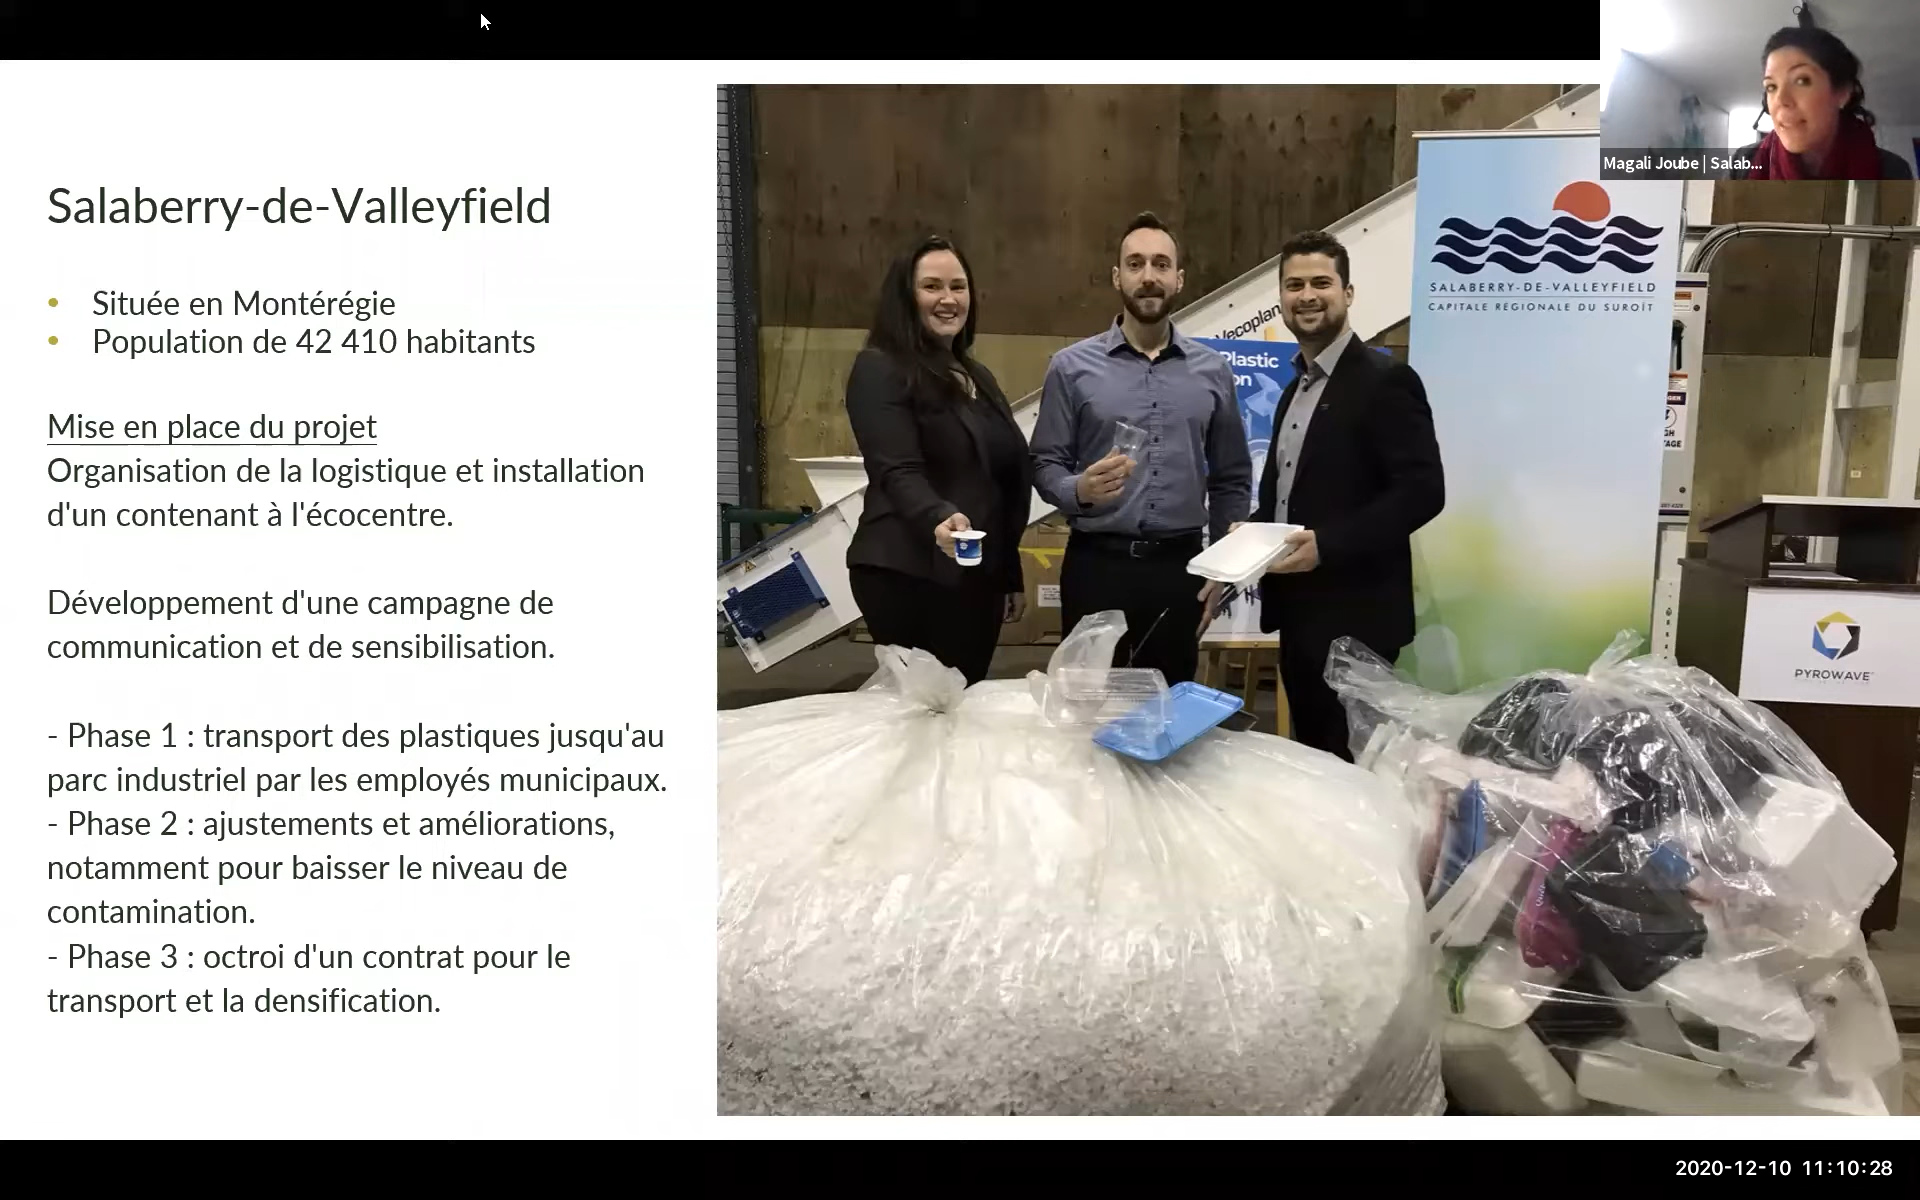 Magali Joube | Salab...
Salaberry-de-Valleyfield
• Située en Montérégie
• Population de 42 410 habitants
Mise en place du projet
Organisation de la logistique et installation
d'un contenant à l'écocentre.
Développement d'une campagne de
communication et de sensibilisation.
- Phase 1 : transport des plastiques jusqu'au
parc industriel par les employés municipaux.
- Phase 2 : ajustements et améliorations,
notamment pour baisser le niveau de
contamination.
- Phase 3 : octroi d'un contrat pour le
transport et la densification.
SALABERRY-DE-VALLEYFIELD
CAPITALE RÉGIONALE DU SUROÎT
Vecoplan
Plastic
on
PYROWAVE
2020-12-10 11:10:28